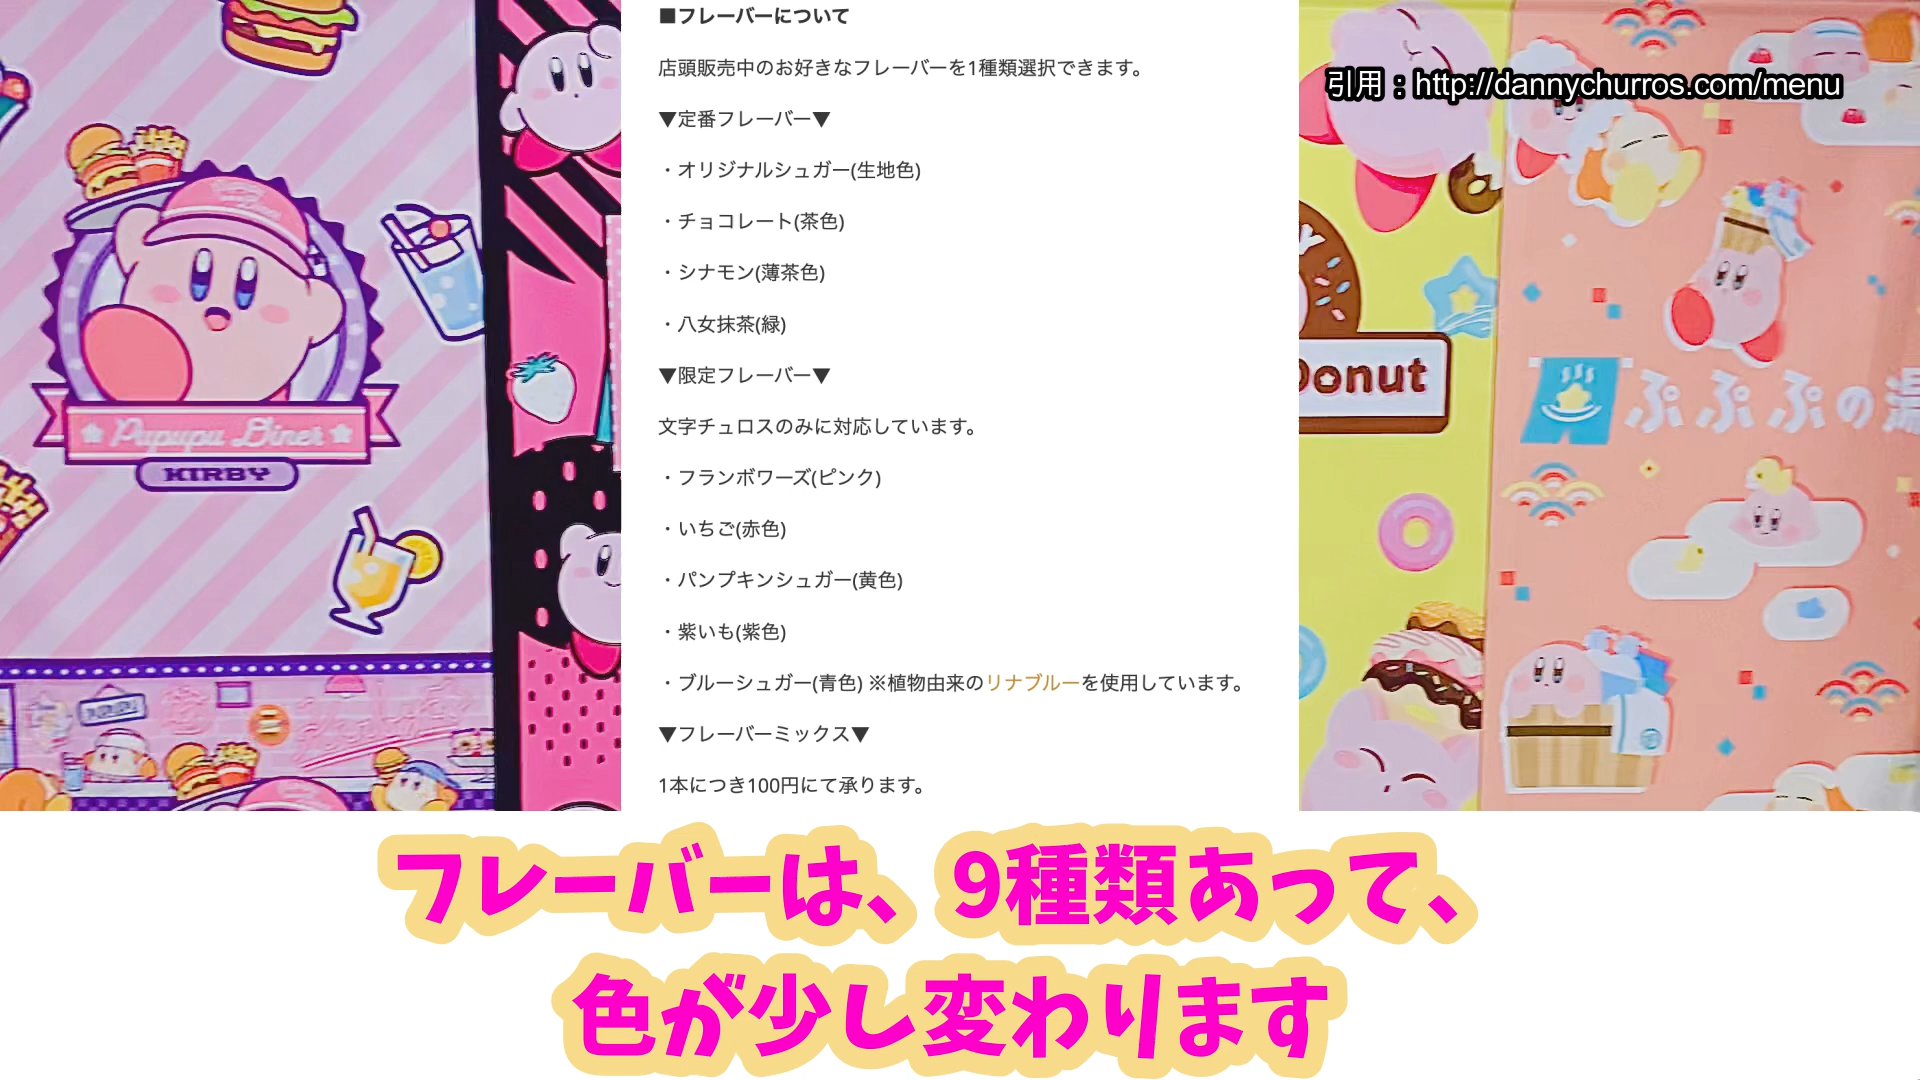 ■フレーバーについて
店頭販売中のお好きなフレーバーを1種類選択できます。
▼定番フレーバー▼
・オリジナルシュガー(生地色)
・チョコレート(茶色)
・シナモン(薄茶色)
・八女抹茶(緑)
▼限定フレーバー▼
文字チュロスのみに対応しています。
・フランボワーズ(ピンク)
・いちご(赤色)
・パンプキンシュガー(黄色)
・紫いも(紫色)
・ブルーシュガー(青色) ※植物由来のリナブルーを使用しています。
▼フレーバーミックス▼
1本につき100円にて承ります。
引用：http://dannychurros.com/menu
Pupupu Diner
KIRBY
Donut
ぷぷぷの湯
フレーバーは、9種類あって、
色が少し変わります